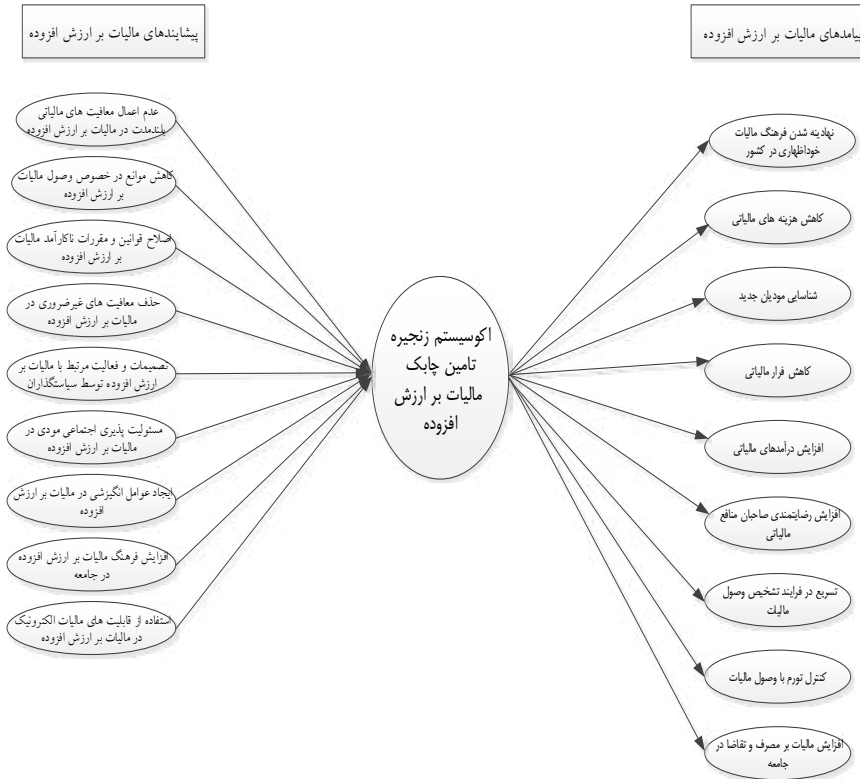 پیشایندهای مالیات بر ارزش افزوده
پیامدهای مالیات بر ارزش افزوده
عدم اعمال معافیت های مالیاتی
بلندمدت در مالیات بر ارزش افزوده
کاهش موانع در خصوص وصول مالیات
بر ارزش افزوده
اصلاح قوانین و مقررات ناکارآمد مالیات
بر ارزش افزوده
حذف معافیت های غیرضروری در
مالیات بر ارزش افزوده
تصمیمات و فعالیت مرتبط با مالیات بر
ارزش افزوده توسط سیاستگذاران
مسئولیت پذیری اجتماعی مودی در
مالیات بر ارزش افزوده
ایجاد عوامل انگیزشی در مالیات بر ارزش
افزوده
افزایش فرهنگ مالیات بر ارزش افزوده
در جامعه
استفاده از قابلیت های مالیات الکترونیک
در مالیات بر ارزش افزوده
اکوسیستم زنجیره
تامین چابک
مالیات بر ارزش
افزوده
نهادینه شدن فرهنگ مالیات
خوداظهاری در کشور
کاهش هزینه های مالیاتی
شناسایی مودیان جدید
کاهش فرار مالیاتی
افزایش درآمدهای مالیاتی
افزایش رضایتمندی صاحبان منافع
مالیاتی
تسریع در فرایند تشخیص وصول
مالیات
کنترل تورم با وصول مالیات
افزایش مالیات بر مصرف و تقاضا در
جامعه